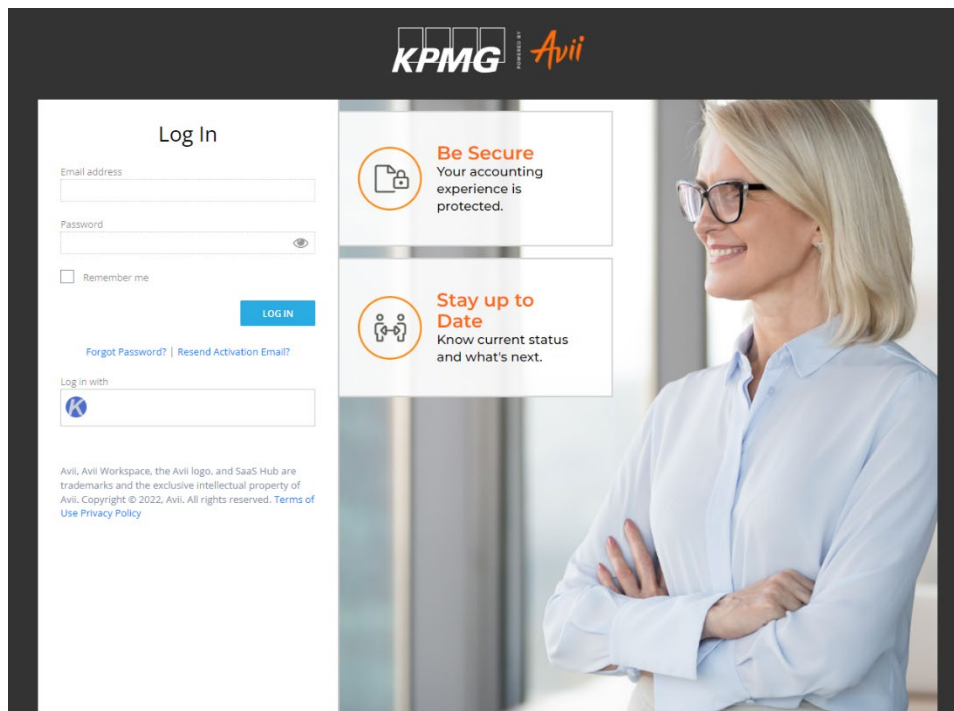 KPMG
POWERED BY
Avii
Log In
Email address
Password
Remember me
LOG IN
Forgot Password? | Resend Activation Email?
Log in with
K
Avii, Avii Workspace, the Avii logo, and SaaS Hub are
trademarks and the exclusive intellectual property of
Avii. Copyright © 2022, Avii. All rights reserved. Terms of
Use Privacy Policy
Be Secure
Your accounting
experience is
protected.
Stay up to
Date
Know current status
and what's next.